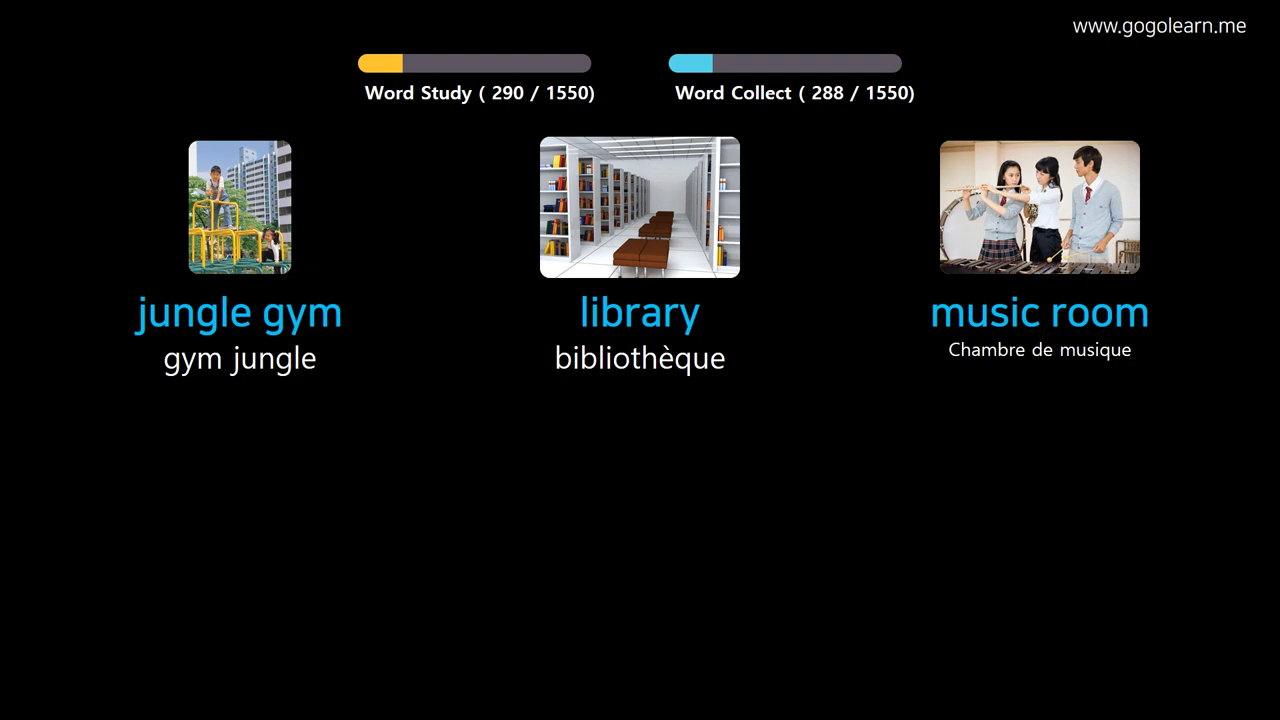 www.gogolearn.me
Word Study ( 290 / 1550)
Word Collect ( 288 / 1550)
jungle gym
gym jungle
library
bibliothèque
music room
Chambre de musique